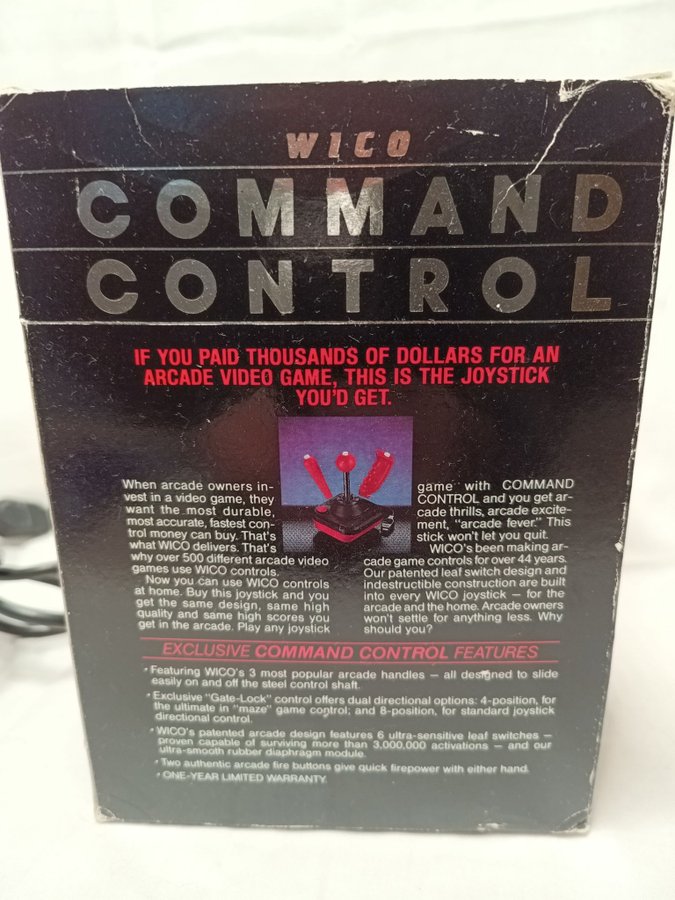 WICO
COMMAND
CONTROL
IF YOU PAID THOUSANDS OF DOLLARS FOR AN
ARCADE VIDEO GAME, THIS IS THE JOYSTICK
YOU'D GET.
When arcade owners in-
vest in a video game, they
want the most durable,
most accurate, fastest con-
trol money can buy. That's
what WICO delivers. That's
why over 500 different arcade video
games use WICO controls.
Now you can use WICO controls
at home. Buy this joystick and you
get the same design, same high
quality and same high scores you
get in the arcade. Play any joystick
game with COMMAND
CONTROL and you get ar-
cade thrills, arcade excite-
ment, "arcade fever." This
stick won't let you quit.
WICO's been making ar-
cade game controls for over 44 years.
Our patented leaf switch design and
indestructible construction are built
into every WICO joystick – for the
arcade and the home. Arcade owners
won't settle for anything less. Why
should you?
EXCLUSIVE COMMAND CONTROL FEATURES
• Featuring WICO's 3 most popular arcade handles – all designed to slide
easily on and off the steel control shaft.
• Exclusive "Gate-Lock" control offers dual directional options: 4-position, for
the ultimate in "maze" game control; and 8-position, for standard joystick
directional control.
• WICO's patented arcade design features 6 ultra-sensitive leaf switches –
proven capable of surviving more than 3,000,000 activations – and our
ultra-smooth rubber diaphragm module.
• Two authentic arcade fire buttons give quick firepower with either hand.
• ONE-YEAR LIMITED WARRANTY